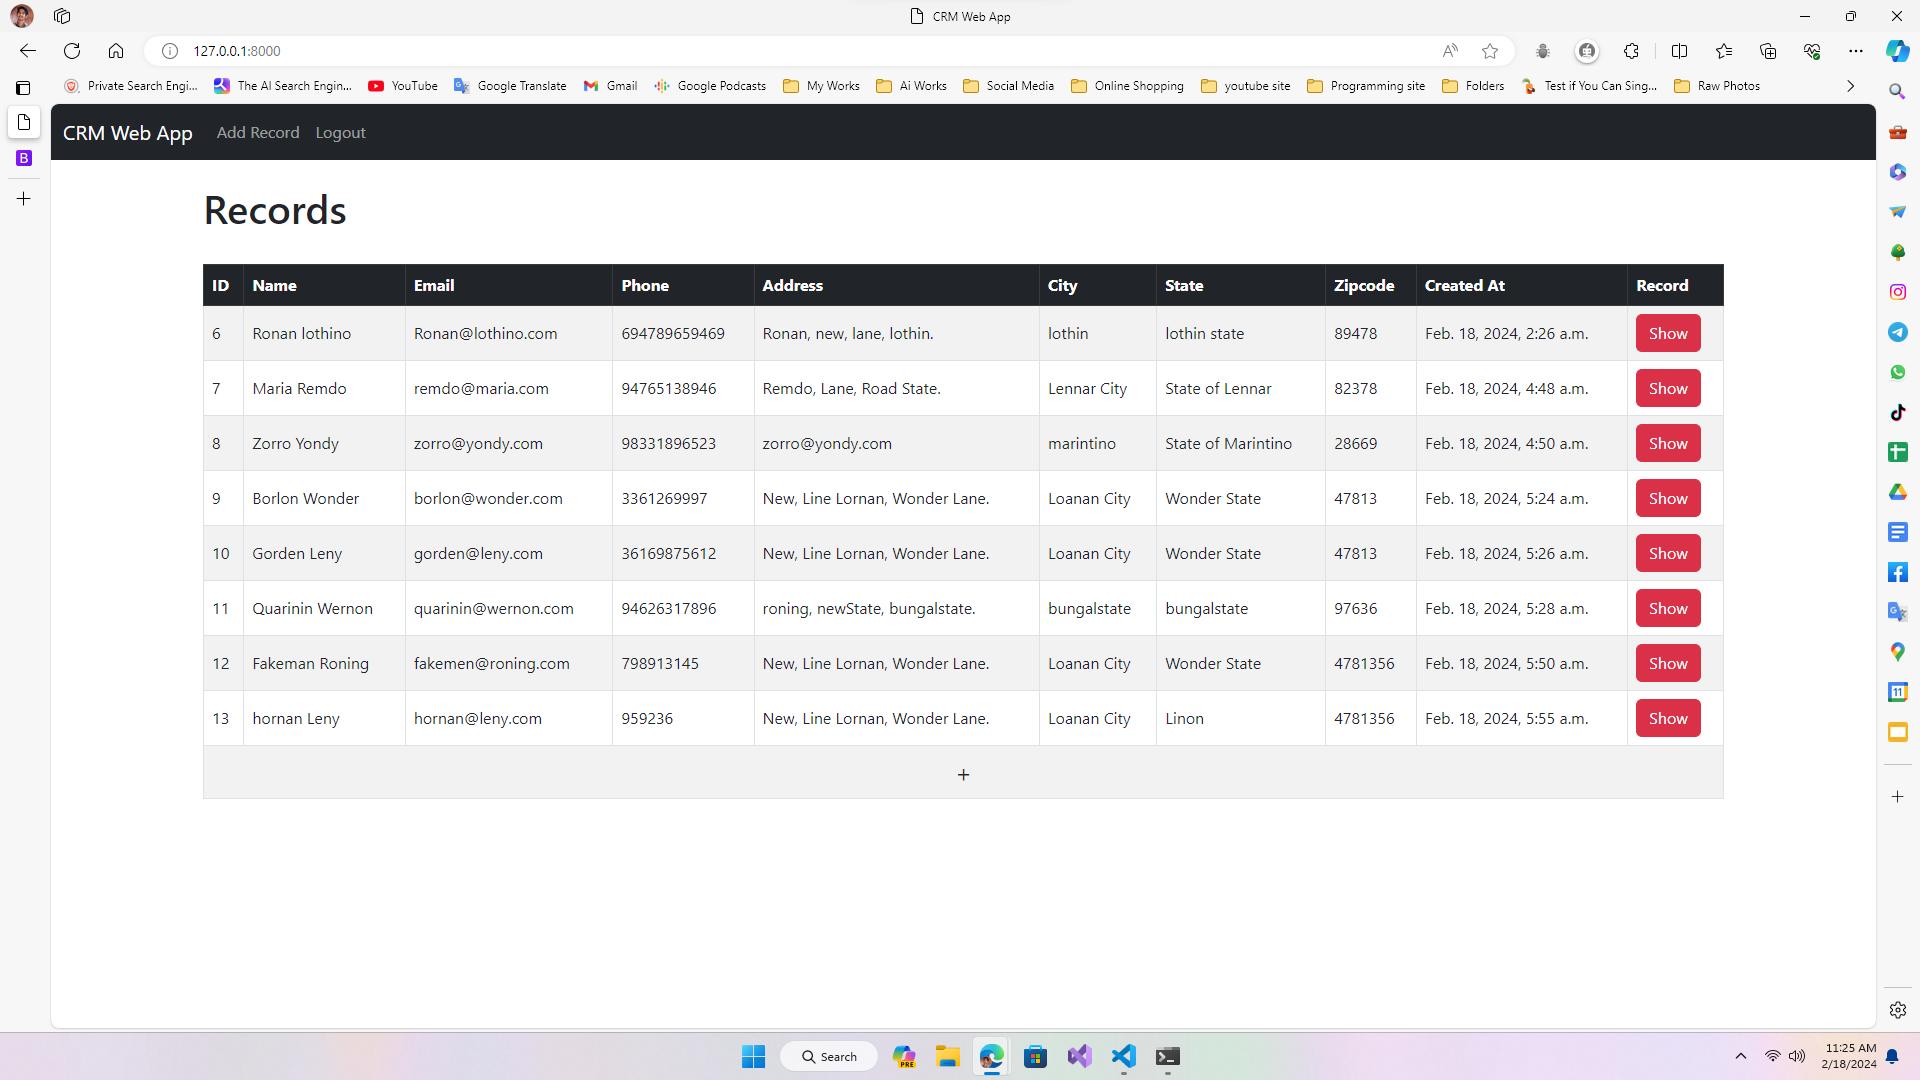 CRM Web App
127.0.0.1:8000
Private Search Engi... The AI Search Engin... YouTube Google Translate Gmail Google Podcasts My Works Ai Works Social Media Online Shopping youtube site Programming site Folders Test if You Can Sing... Raw Photos
CRM Web App Add Record Logout
Records
ID Name Email Phone Address City State Zipcode Created At Record
6 Ronan lothino Ronan@lothino.com 694789659469 Ronan, new, lane, lothin. lothin lothin state 89478 Feb. 18, 2024, 2:26 a.m. Show
7 Maria Remdo remdo@maria.com 94765138946 Remdo, Lane, Road State. Lennar City State of Lennar 82378 Feb. 18, 2024, 4:48 a.m. Show
8 Zorro Yondy zorro@yondy.com 98331896523 zorro@yondy.com marintino State of Marintino 28669 Feb. 18, 2024, 4:50 a.m. Show
9 Borlon Wonder borlon@wonder.com 3361269997 New, Line Lornan, Wonder Lane. Loanan City Wonder State 47813 Feb. 18, 2024, 5:24 a.m. Show
10 Gorden Leny gorden@leny.com 36169875612 New, Line Lornan, Wonder Lane. Loanan City Wonder State 47813 Feb. 18, 2024, 5:26 a.m. Show
11 Quarinin Wernon quarinin@wernon.com 94626317896 roning, newState, bungalstate. bungalstate bungalstate 97636 Feb. 18, 2024, 5:28 a.m. Show
12 Fakeman Roning fakemen@roning.com 798913145 New, Line Lornan, Wonder Lane. Loanan City Wonder State 4781356 Feb. 18, 2024, 5:50 a.m. Show
13 hornan Leny hornan@leny.com 959236 New, Line Lornan, Wonder Lane. Loanan City Linon 4781356 Feb. 18, 2024, 5:55 a.m. Show
+
Search
11:25 AM
2/18/2024